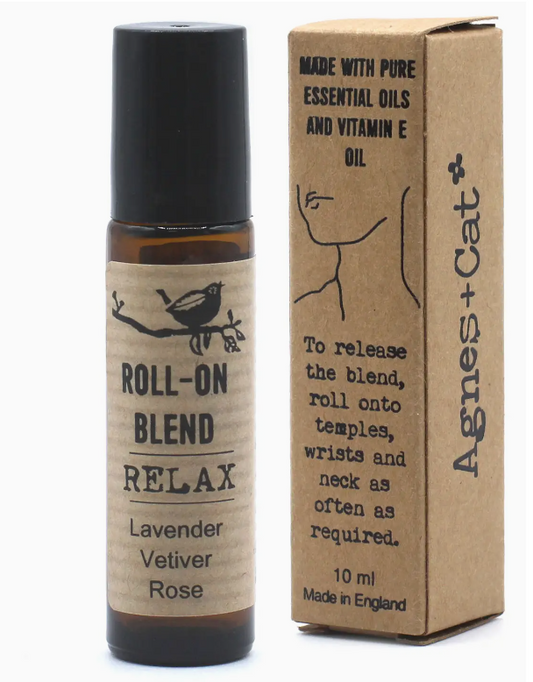 ROLL-ON
BLEND
RELAX
Lavender
Vetiver
Rose
MADE WITH PURE
ESSENTIAL OILS
AND VITAMIN E
OIL
To release
the blend,
roll onto
temples,
wrists and
neck as
often as
required.
10 ml
Made in England
Agnes+Cat